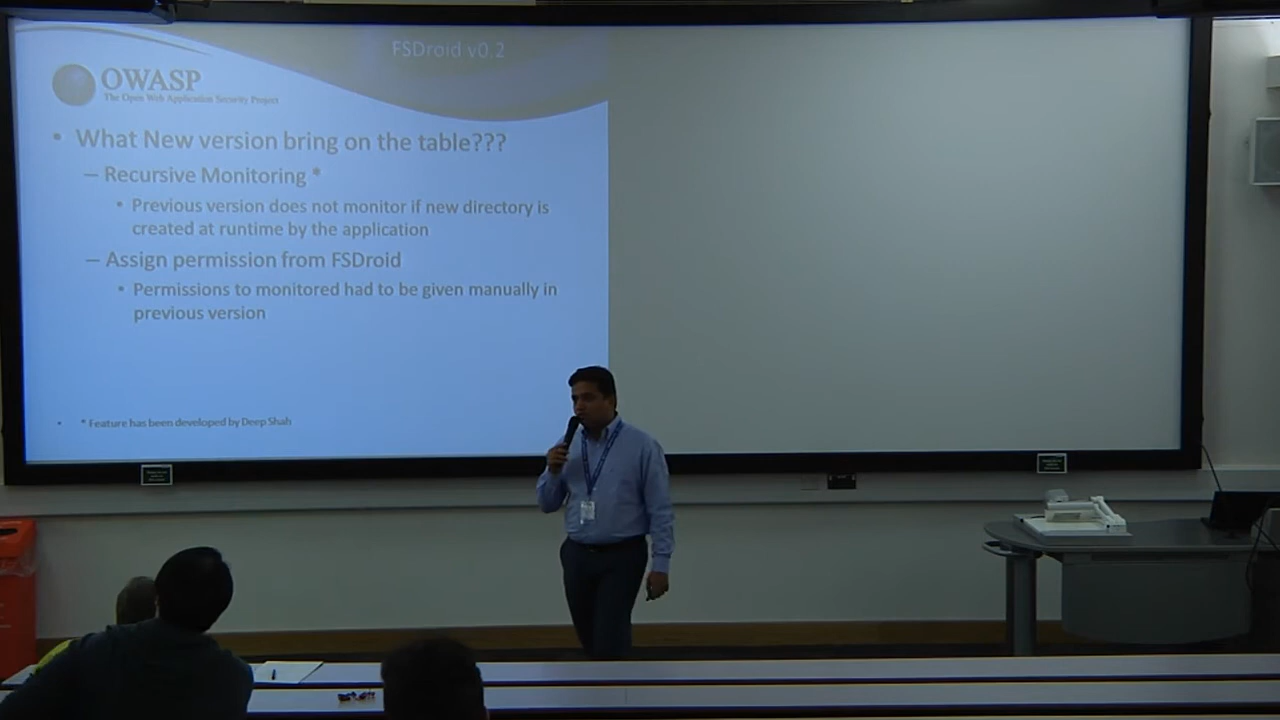 FSDroid v0.2
OWASP
The Open Web Application Security Project
• What New version bring on the table???
– Recursive Monitoring *
• Previous version does not monitor if new directory is
created at runtime by the application
– Assign permission from FSDroid
• Permissions to monitored had to be given manually in
previous version
• * Feature has been developed by Deep Shah